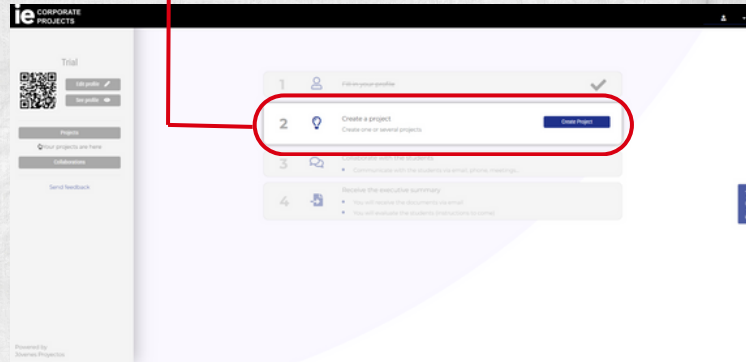 ie CORPORATE
PROJECTS
Trial
Edit profile
See profile
Projects
Your projects are here
Collaborations
Send feedback
1
Fill in your profile
2
Create a project
Create one or several projects
Create Project
3
Collaborate with the students
Communicate with the students via email, phone, meetings...
4
Receive the executive summary
You will receive the documents via email
You will evaluate the students (instructions to come)
Powered by
Jóvenes Proyectos